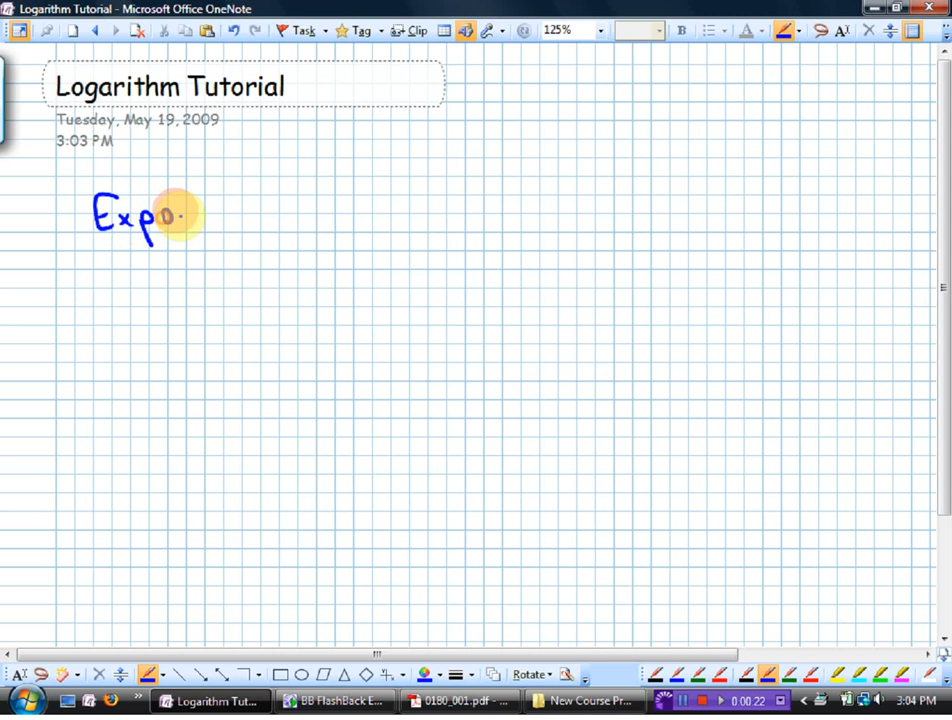 Logarithm Tutorial - Microsoft Office OneNote
Task Tag Clip 125% B A A
Logarithm Tutorial
Tuesday, May 19, 2009
3:03 PM
Expo
A Rotate
Logarithm Tut... BB FlashBack E... 0180_001.pdf - ... New Course Pr... 0:00:22 3:04 PM